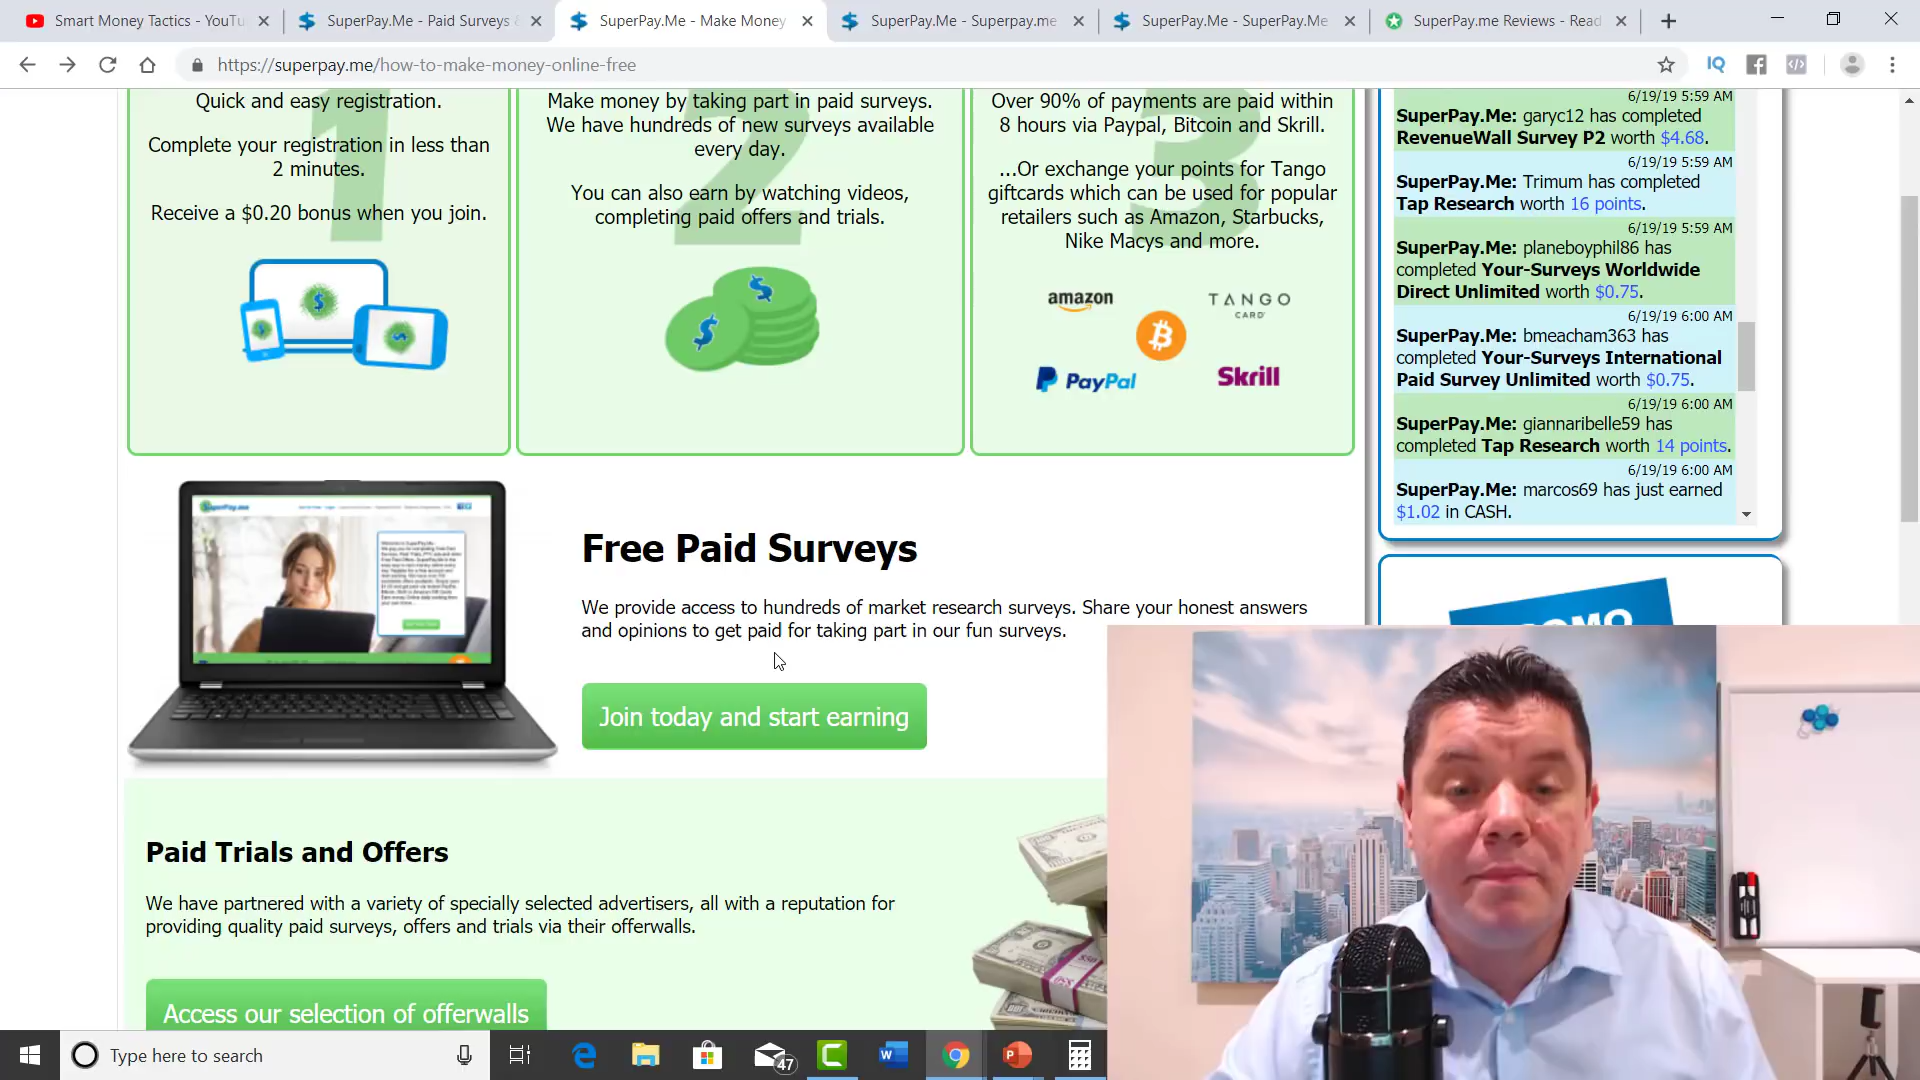 Smart Money Tactics - YouTu
SuperPay.Me - Paid Surveys &
SuperPay.Me - Make Money
SuperPay.Me - Superpay.me
SuperPay.Me - SuperPay.Me
SuperPay.me Reviews - Read
https://superpay.me/how-to-make-money-online-free
IQ
1
Quick and easy registration.
Complete your registration in less than
2 minutes.
Receive a $0.20 bonus when you join.
2
Make money by taking part in paid surveys.
We have hundreds of new surveys available
every day.
You can also earn by watching videos,
completing paid offers and trials.
3
Over 90% of payments are paid within
8 hours via Paypal, Bitcoin and Skrill.
...Or exchange your points for Tango
giftcards which can be used for popular
retailers such as Amazon, Starbucks,
Nike Macys and more.
amazon
TANGO
CARD
PayPal
Skrill
6/19/19 5:59 AM
SuperPay.Me: garyc12 has completed
RevenueWall Survey P2 worth $4.68.
6/19/19 5:59 AM
SuperPay.Me: Trimum has completed
Tap Research worth 16 points.
6/19/19 5:59 AM
SuperPay.Me: planeboyphil86 has
completed Your-Surveys Worldwide
Direct Unlimited worth $0.75.
6/19/19 6:00 AM
SuperPay.Me: bmeacham363 has
completed Your-Surveys International
Paid Survey Unlimited worth $0.75.
6/19/19 6:00 AM
SuperPay.Me: giannaribelle59 has
completed Tap Research worth 14 points.
6/19/19 6:00 AM
SuperPay.Me: marcos69 has just earned
$1.02 in CASH.
Free Paid Surveys
We provide access to hundreds of market research surveys. Share your honest answers
and opinions to get paid for taking part in our fun surveys.
Join today and start earning
Paid Trials and Offers
We have partnered with a variety of specially selected advertisers, all with a reputation for
providing quality paid surveys, offers and trials via their offerwalls.
Access our selection of offerwalls
Type here to search
47